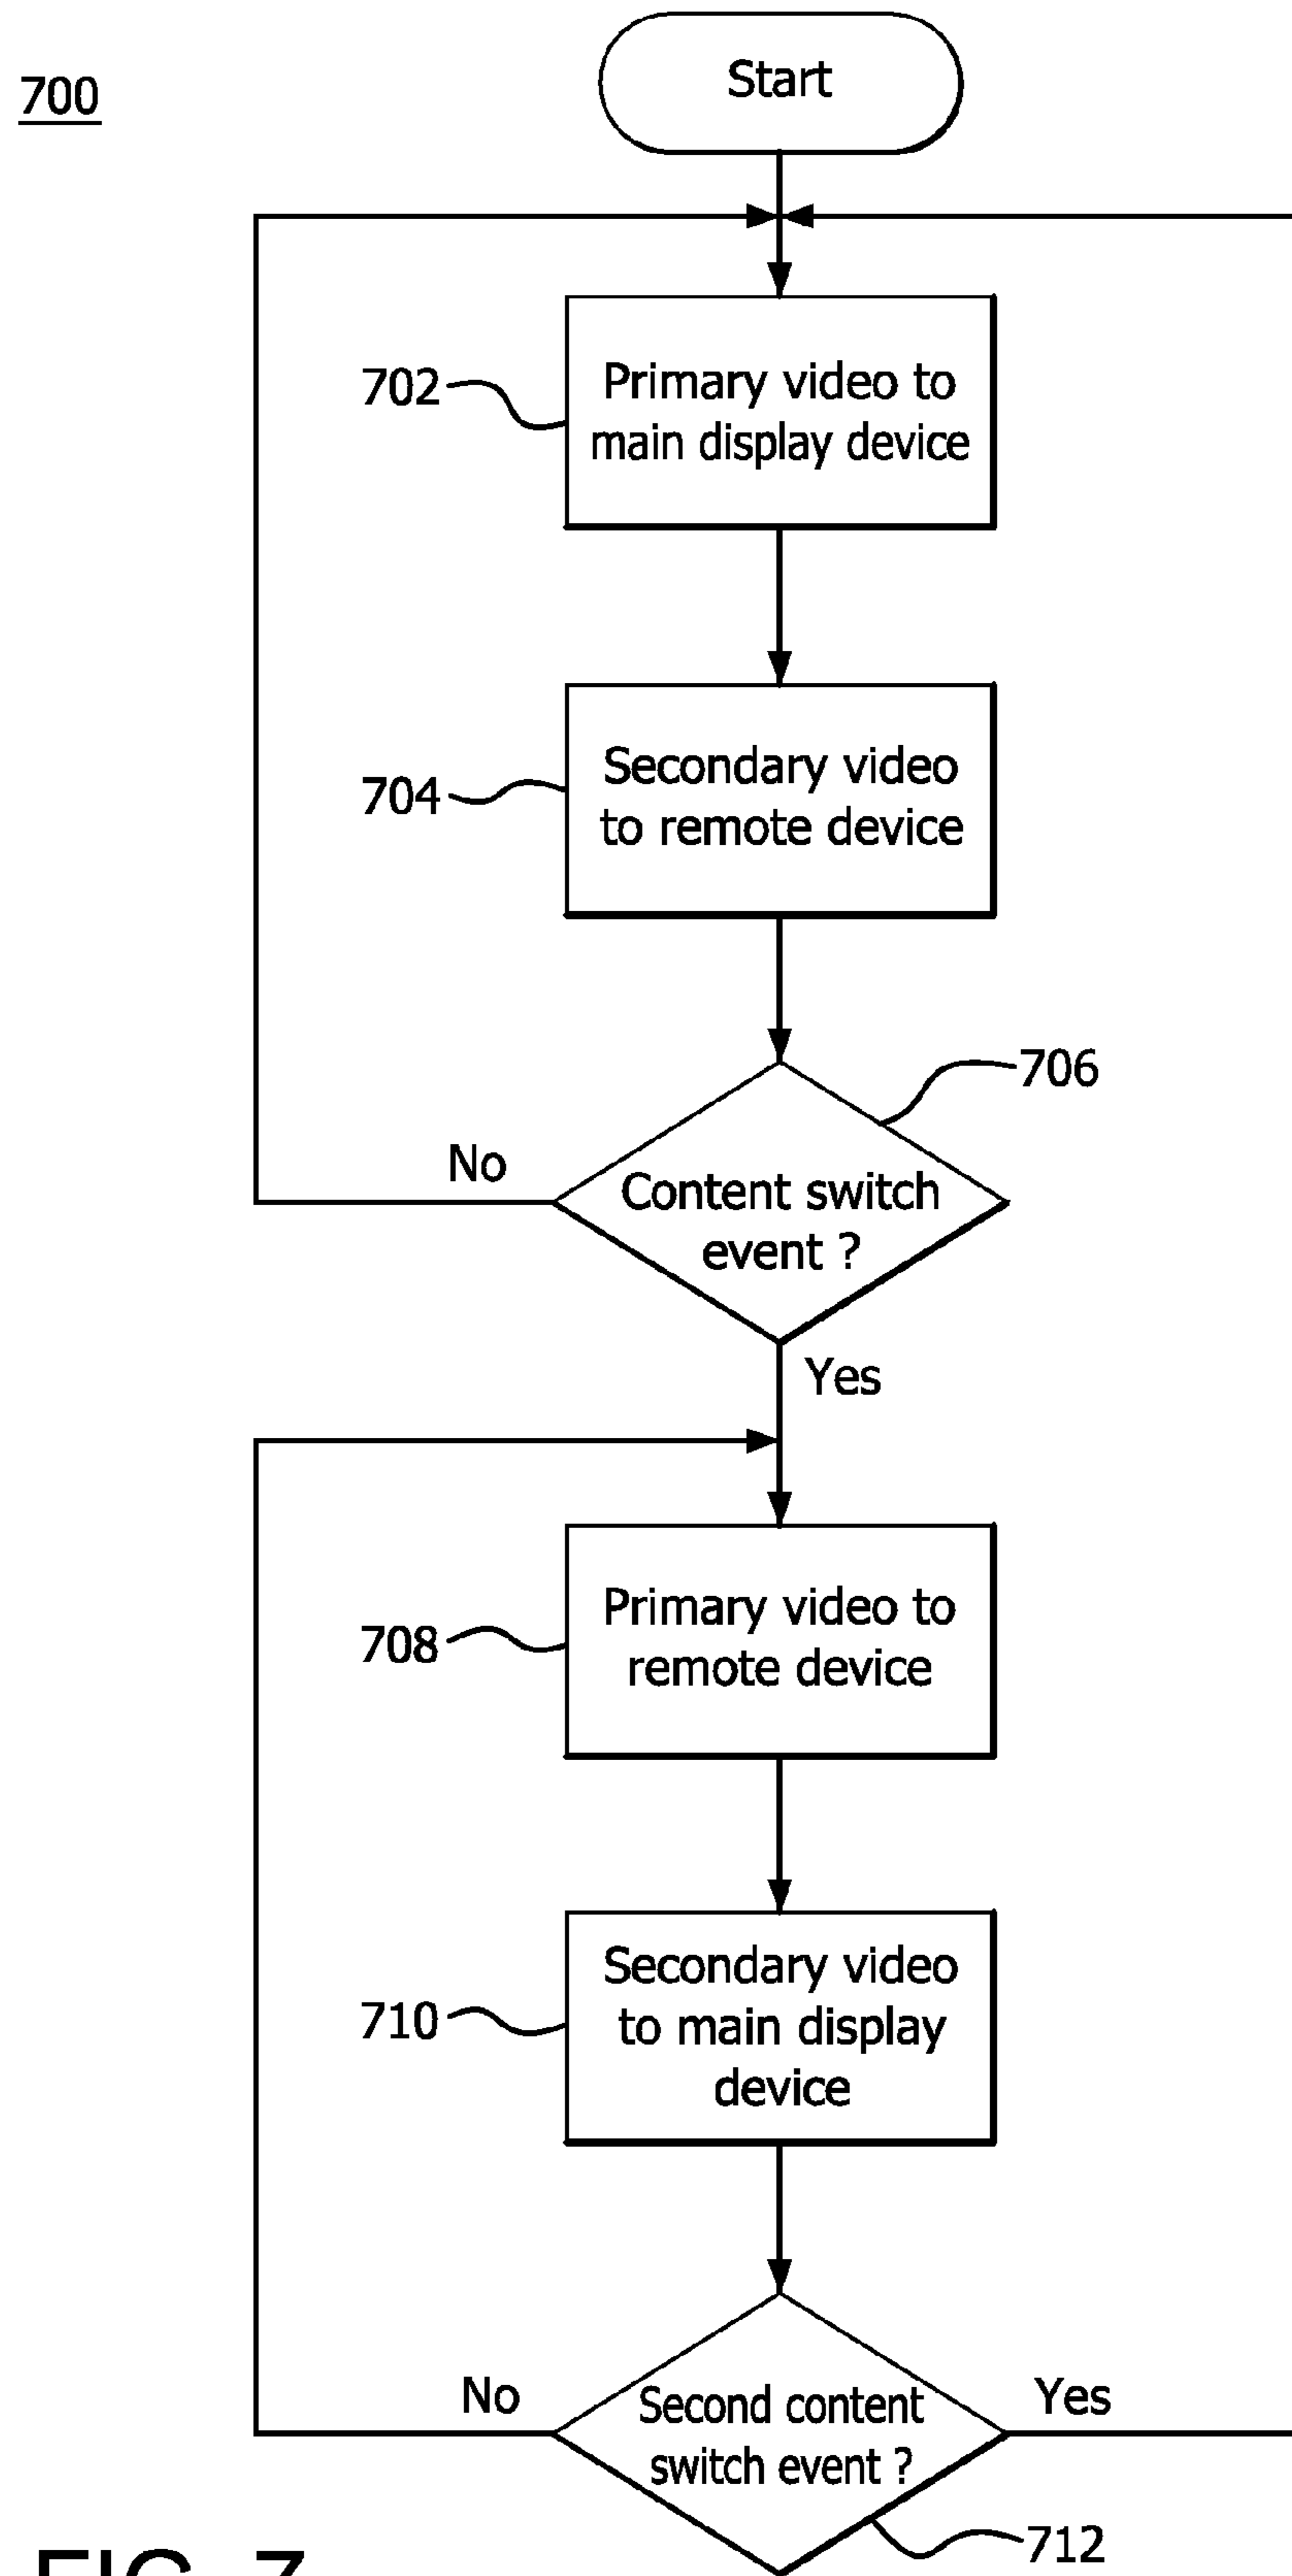 700
Start
702
Primary video to
main display device
704
Secondary video
to remote device
706
No
Content switch
event ?
Yes
708
Primary video to
remote device
710
Secondary video
to main display
device
No
Second content
switch event ?
Yes
712
FIG. 7